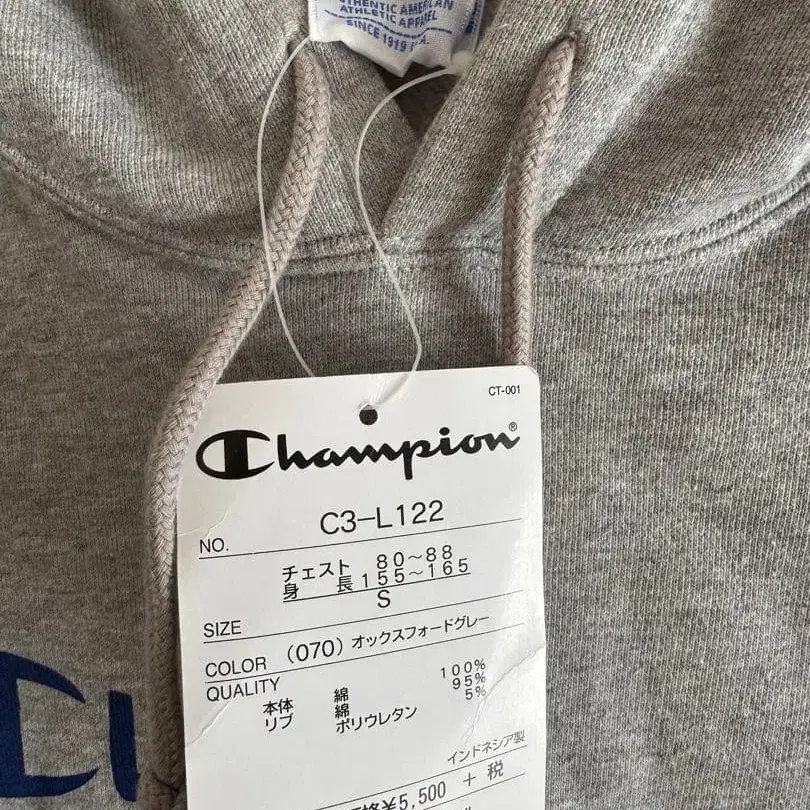 AUTHENTIC AMERICAN
ATHLETIC APPAREL
SINCE 1919 U.S.A.
CT-001
Champion®
NO. C3-L122
チェスト 80～88
身 長 155～165
SIZE S
COLOR (070) オックスフォードグレー
QUALITY
本体 綿 100%
リブ 綿 95%
ポリウレタン 5%
インドネシア製
価格¥5,500 + 税